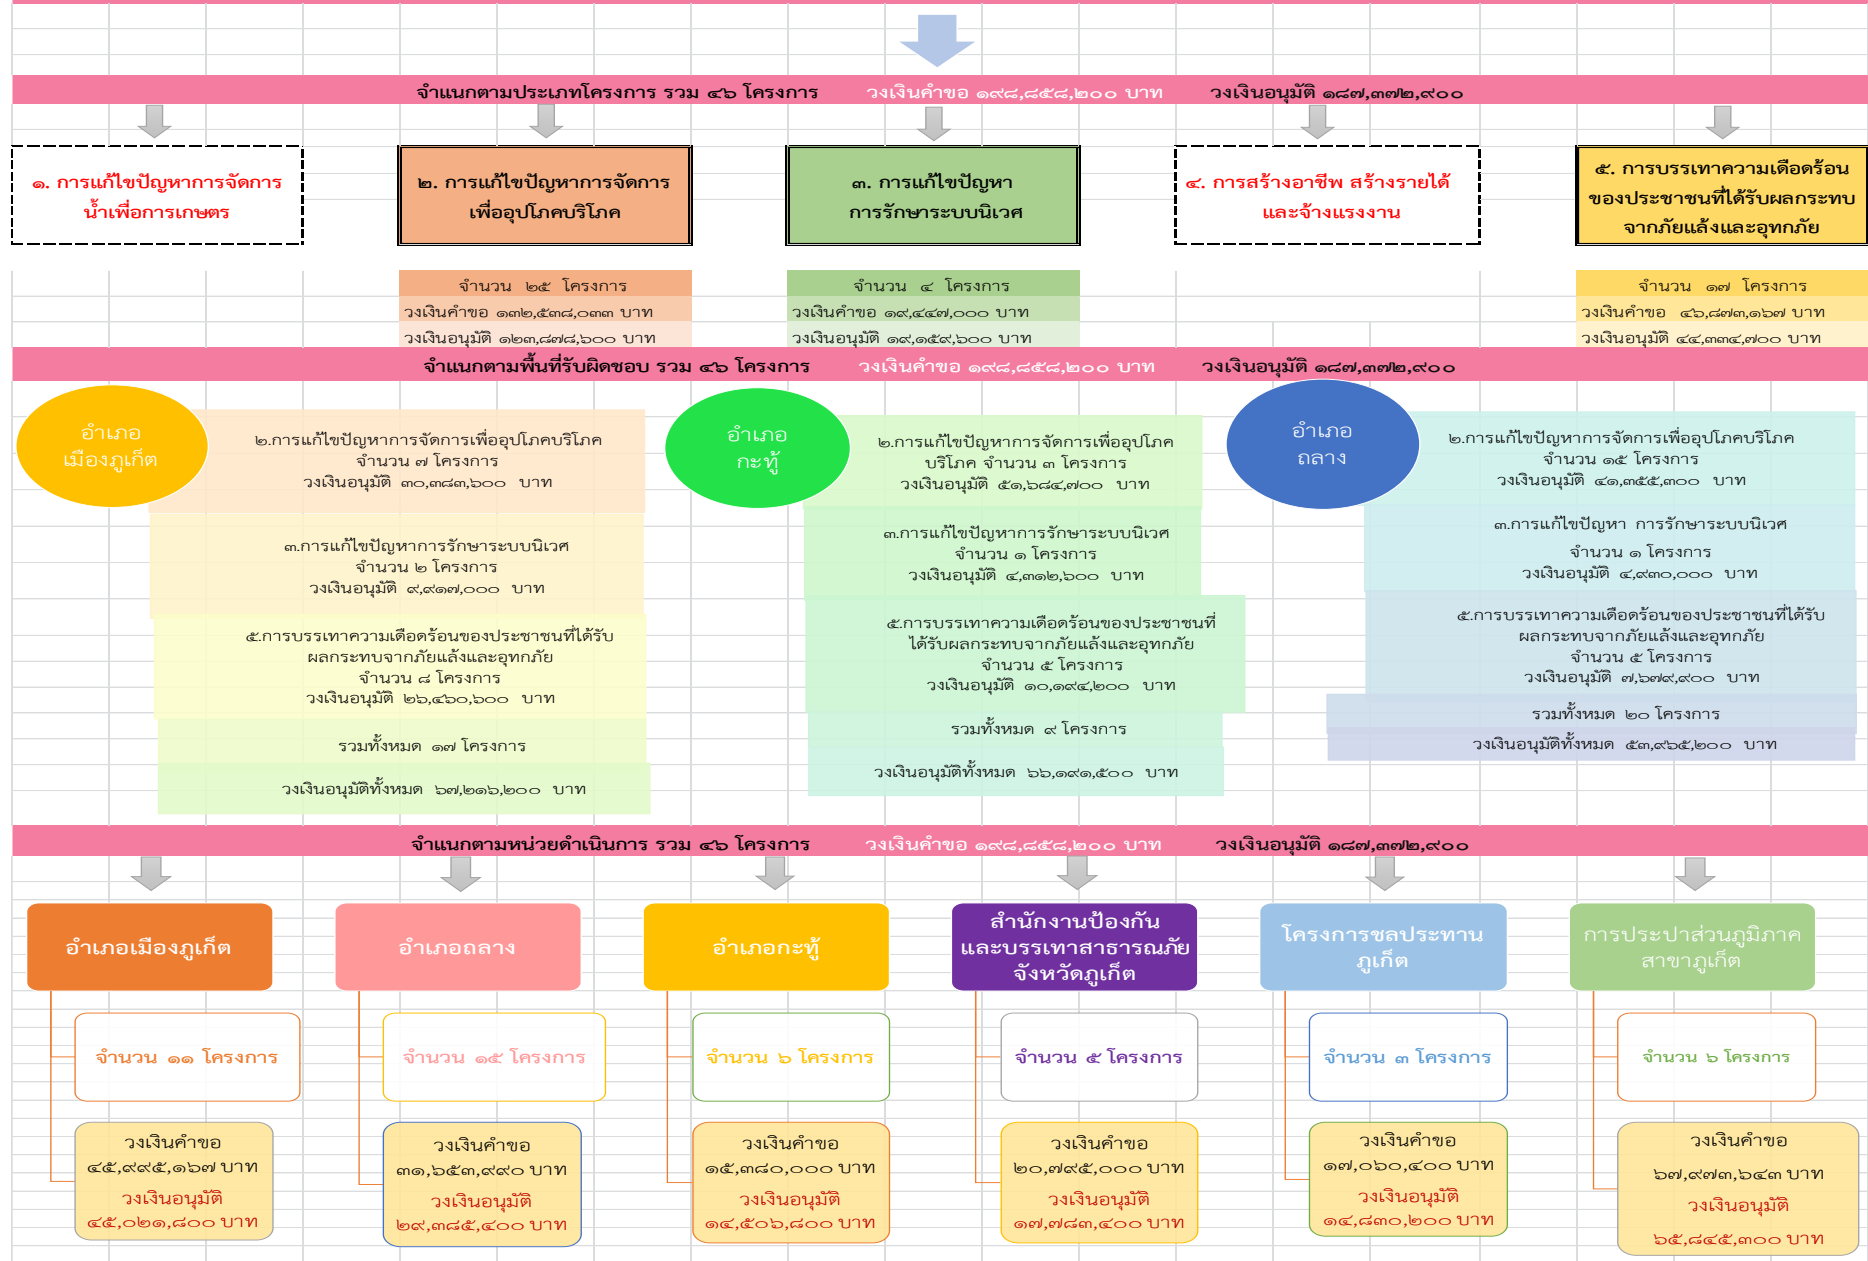 จำแนกตามประเภทโครงการ รวม ๔๖ โครงการ วงเงินคำขอ ๑๙๘,๘๕๘,๒๐๐ บาท วงเงินอนุมัติ ๑๘๗,๓๗๒,๙๐๐
๑. การแก้ไขปัญหาการจัดการ
น้ำเพื่อการเกษตร
๒. การแก้ไขปัญหาการจัดการ
เพื่ออุปโภคบริโภค
๓. การแก้ไขปัญหา
การรักษาระบบนิเวศ
๔. การสร้างอาชีพ สร้างรายได้
และจ้างแรงงาน
๕. การบรรเทาความเดือดร้อน
ของประชาชนที่ได้รับผลกระทบ
จากภัยแล้งและอุทกภัย
จำนวน ๒๕ โครงการ
วงเงินคำขอ ๑๓๒,๕๓๘,๐๓๓ บาท
วงเงินอนุมัติ ๑๒๓,๘๗๘,๖๐๐ บาท
จำนวน ๔ โครงการ
วงเงินคำขอ ๑๙,๔๔๗,๐๐๐ บาท
วงเงินอนุมัติ ๑๙,๑๕๙,๖๐๐ บาท
จำนวน ๑๗ โครงการ
วงเงินคำขอ ๔๖,๘๗๓,๑๖๗ บาท
วงเงินอนุมัติ ๔๔,๓๓๔,๗๐๐ บาท
จำแนกตามพื้นที่รับผิดชอบ รวม ๔๖ โครงการ วงเงินคำขอ ๑๙๘,๘๕๘,๒๐๐ บาท วงเงินอนุมัติ ๑๘๗,๓๗๒,๙๐๐
อำเภอ
เมืองภูเก็ต
๒.การแก้ไขปัญหาการจัดการเพื่ออุปโภคบริโภค
จำนวน ๗ โครงการ
วงเงินอนุมัติ ๓๐,๓๘๓,๖๐๐ บาท
๓.การแก้ไขปัญหาการรักษาระบบนิเวศ
จำนวน ๒ โครงการ
วงเงินอนุมัติ ๙,๙๑๗,๐๐๐ บาท
๕.การบรรเทาความเดือดร้อนของประชาชนที่ได้รับ
ผลกระทบจากภัยแล้งและอุทกภัย
จำนวน ๘ โครงการ
วงเงินอนุมัติ ๒๖,๔๖๐,๖๐๐ บาท
รวมทั้งหมด ๑๗ โครงการ
วงเงินอนุมัติทั้งหมด ๖๗,๒๑๖,๒๐๐ บาท
อำเภอ
กะทู้
๒.การแก้ไขปัญหาการจัดการเพื่ออุปโภค
บริโภค จำนวน ๓ โครงการ
วงเงินอนุมัติ ๕๑,๖๘๔,๗๐๐ บาท
๓.การแก้ไขปัญหาการรักษาระบบนิเวศ
จำนวน ๑ โครงการ
วงเงินอนุมัติ ๔,๓๑๒,๖๐๐ บาท
๕.การบรรเทาความเดือดร้อนของประชาชนที่
ได้รับผลกระทบจากภัยแล้งและอุทกภัย
จำนวน ๕ โครงการ
วงเงินอนุมัติ ๑๐,๑๙๔,๒๐๐ บาท
รวมทั้งหมด ๙ โครงการ
วงเงินอนุมัติทั้งหมด ๖๖,๑๙๑,๕๐๐ บาท
อำเภอ
ถลาง
๒.การแก้ไขปัญหาการจัดการเพื่ออุปโภคบริโภค
จำนวน ๑๕ โครงการ
วงเงินอนุมัติ ๔๑,๓๕๕,๓๐๐ บาท
๓.การแก้ไขปัญหา การรักษาระบบนิเวศ
จำนวน ๑ โครงการ
วงเงินอนุมัติ ๔,๙๓๐,๐๐๐ บาท
๕.การบรรเทาความเดือดร้อนของประชาชนที่ได้รับ
ผลกระทบจากภัยแล้งและอุทกภัย
จำนวน ๕ โครงการ
วงเงินอนุมัติ ๗,๖๗๙,๙๐๐ บาท
รวมทั้งหมด ๒๐ โครงการ
วงเงินอนุมัติทั้งหมด ๕๓,๙๖๕,๒๐๐ บาท
จำแนกตามหน่วยดำเนินการ รวม ๔๖ โครงการ วงเงินคำขอ ๑๙๘,๘๕๘,๒๐๐ บาท วงเงินอนุมัติ ๑๘๗,๓๗๒,๙๐๐
อำเภอเมืองภูเก็ต
จำนวน ๑๑ โครงการ
วงเงินคำขอ
๔๕,๙๙๕,๑๖๗ บาท
วงเงินอนุมัติ
๔๕,๐๒๑,๘๐๐ บาท
อำเภอถลาง
จำนวน ๑๕ โครงการ
วงเงินคำขอ
๓๑,๖๕๓,๙๙๐ บาท
วงเงินอนุมัติ
๒๙,๓๘๕,๔๐๐ บาท
อำเภอกะทู้
จำนวน ๖ โครงการ
วงเงินคำขอ
๑๕,๓๘๐,๐๐๐ บาท
วงเงินอนุมัติ
๑๔,๕๐๖,๘๐๐ บาท
สำนักงานป้องกัน
และบรรเทาสาธารณภัย
จังหวัดภูเก็ต
จำนวน ๕ โครงการ
วงเงินคำขอ
๒๐,๗๙๕,๐๐๐ บาท
วงเงินอนุมัติ
๑๗,๗๘๓,๔๐๐ บาท
โครงการชลประทาน
ภูเก็ต
จำนวน ๓ โครงการ
วงเงินคำขอ
๑๗,๐๖๐,๔๐๐ บาท
วงเงินอนุมัติ
๑๔,๘๓๐,๒๐๐ บาท
การประปาส่วนภูมิภาค
สาขาภูเก็ต
จำนวน ๖ โครงการ
วงเงินคำขอ
๖๗,๙๗๓,๖๔๓ บาท
วงเงินอนุมัติ
๖๕,๘๔๕,๓๐๐ บาท